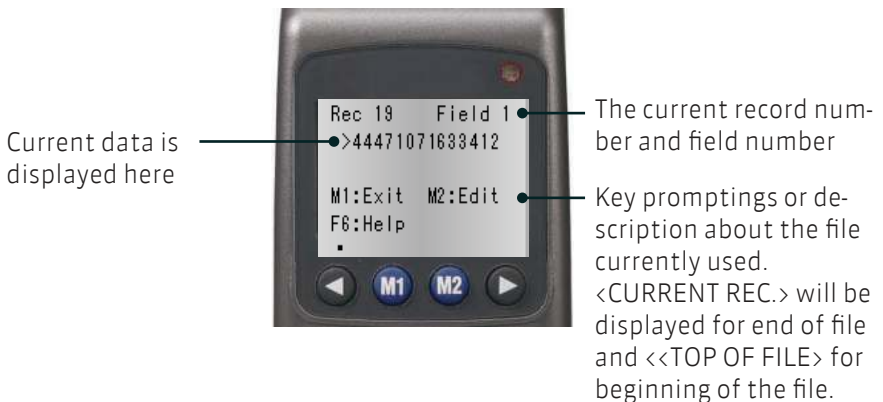 Current data is
displayed here
Rec 19 Field 1
>44471071633412
M1:Exit M2:Edit
F6:Help
M1 M2
The current record num-
ber and field number
Key promptings or de-
scription about the file
currently used.
<CURRENT REC.> will be
displayed for end of file
and <<TOP OF FILE> for
beginning of the file.